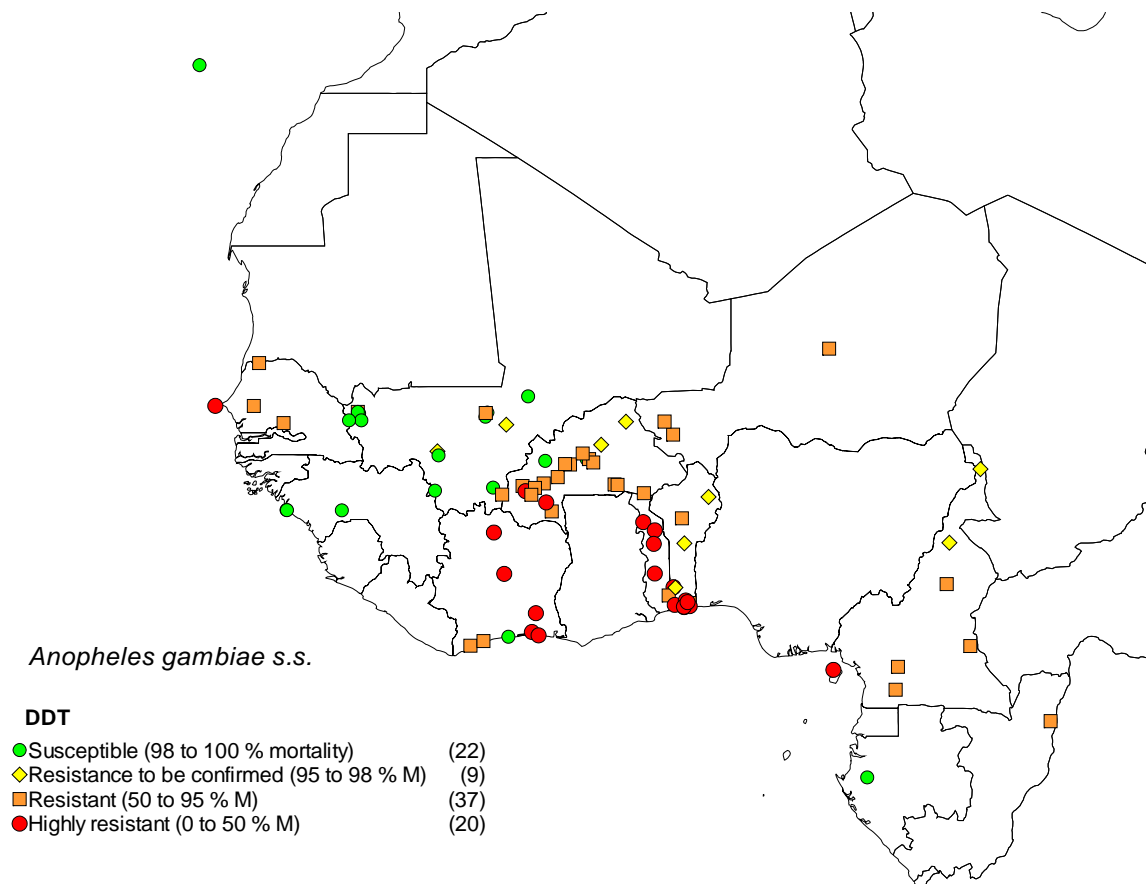 Anopheles gambiae s.s.
DDT
Susceptible (98 to 100 % mortality) (22)
Resistance to be confirmed (95 to 98 % M) (9)
Resistant (50 to 95 % M) (37)
Highly resistant (0 to 50 % M) (20)